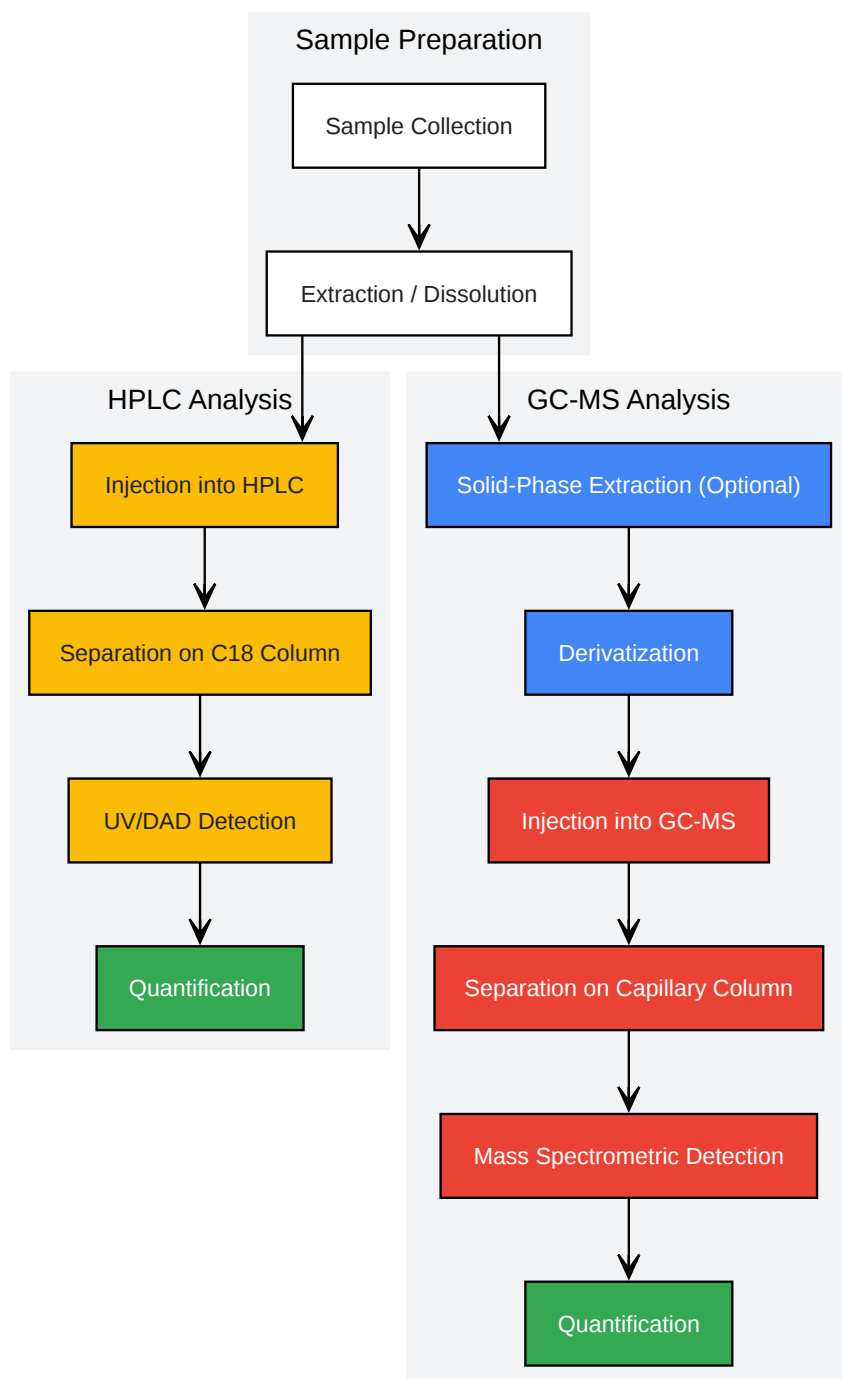 Sample Preparation
Sample Collection
Extraction / Dissolution
HPLC Analysis
Injection into HPLC
Separation on C18 Column
UV/DAD Detection
Quantification
GC-MS Analysis
Solid-Phase Extraction (Optional)
Derivatization
Injection into GC-MS
Separation on Capillary Column
Mass Spectrometric Detection
Quantification